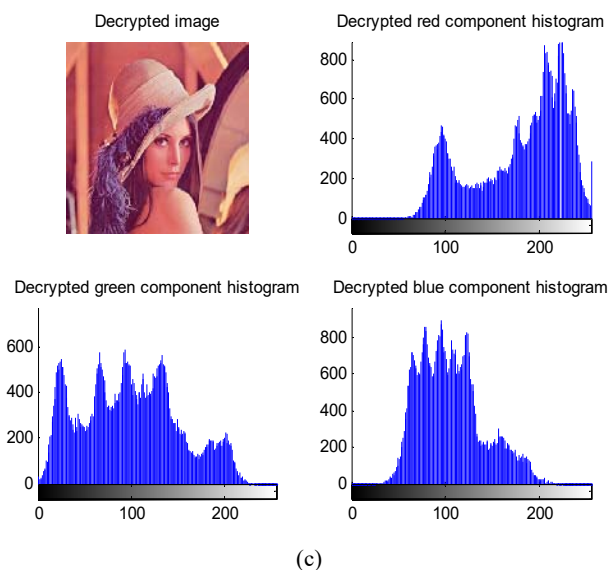 Decrypted image
Decrypted red component histogram
800
600
400
200
0
0 100 200
Decrypted green component histogram
600
400
200
0
0 100 200
Decrypted blue component histogram
800
600
400
200
0
0 100 200
(c)